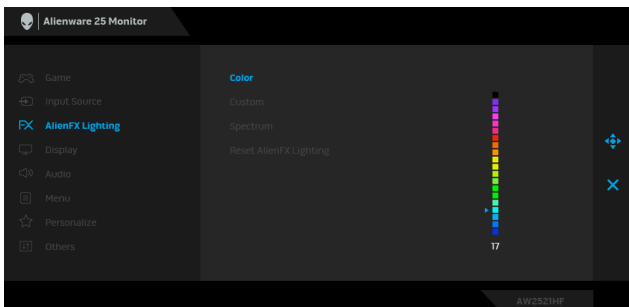 Alienware 25 Monitor
Game
Input Source
AlienFX Lighting
Display
Audio
Menu
Personalize
Others
Color
Custom
Spectrum
Reset AlienFX Lighting
17
AW2521HF